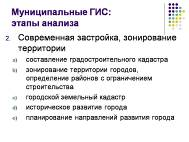 Муниципальные ГИС:
этапы анализа
2. Современная застройка, зонирование
территории
a) составление градостроительного кадастра
b) зонирование территории городов,
определение районов с ограничением
строительства
c) городской земельный кадастр
d) историческое развитие города
e) планирование направлений развития города